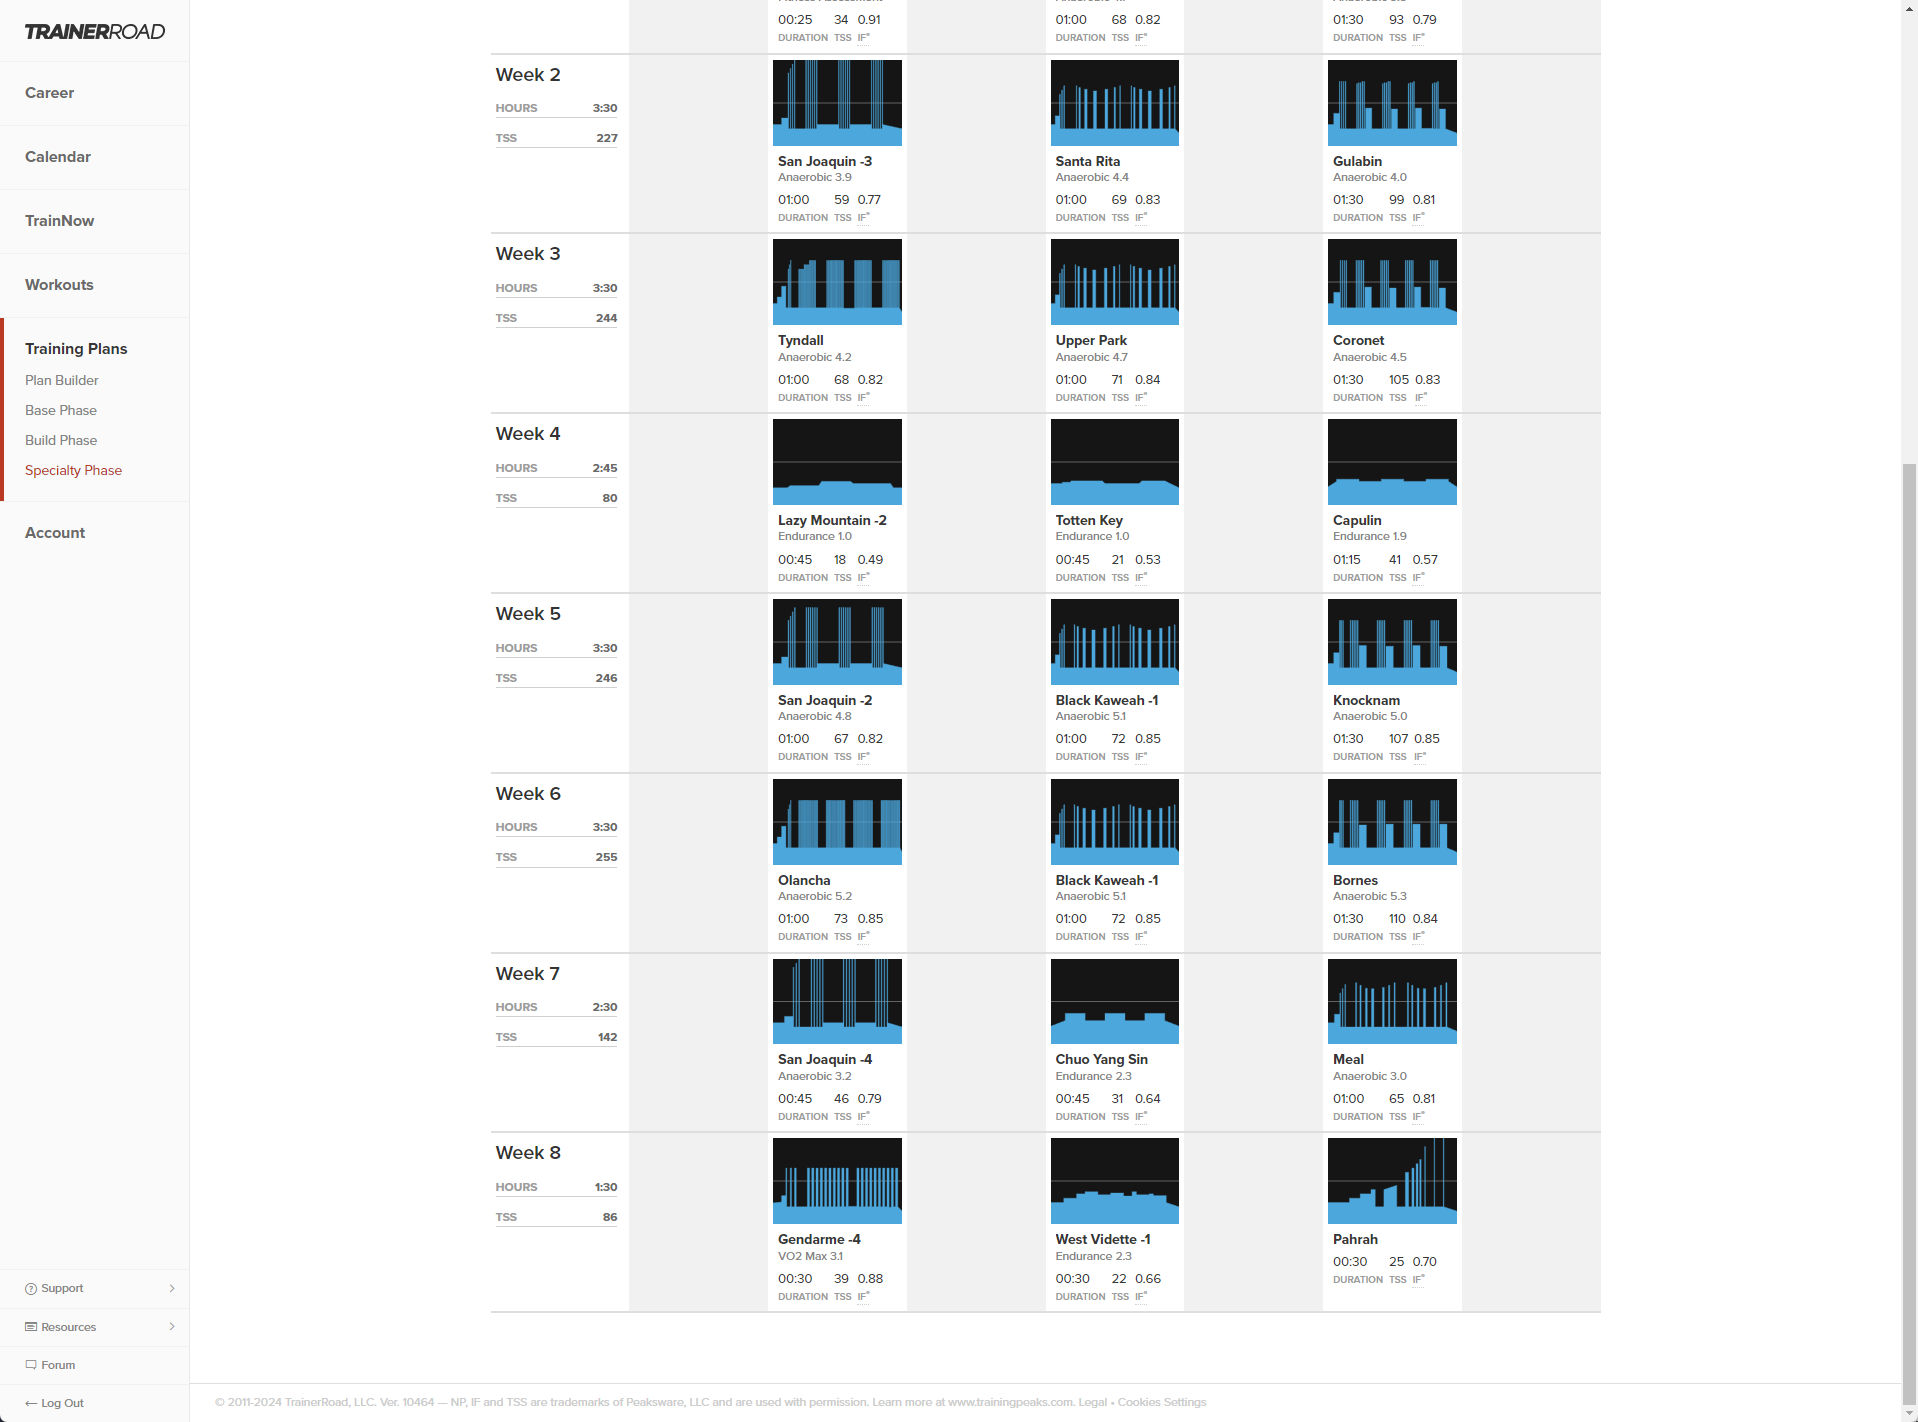 TRAINERROAD
Career
Calendar
TrainNow
Workouts
Training Plans
Plan Builder
Base Phase
Build Phase
Specialty Phase
Account
Support
Resources
Forum
Log Out
00:25 34 0.91
DURATION TSS IF®
01:00 68 0.82
DURATION TSS IF®
01:30 93 0.79
DURATION TSS IF®
Week 2
HOURS 3:30
TSS 227
San Joaquin -3
Anaerobic 3.9
01:00 59 0.77
DURATION TSS IF®
Santa Rita
Anaerobic 4.4
01:00 69 0.83
DURATION TSS IF®
Gulabin
Anaerobic 4.0
01:30 99 0.81
DURATION TSS IF®
Week 3
HOURS 3:30
TSS 244
Tyndall
Anaerobic 4.2
01:00 68 0.82
DURATION TSS IF®
Upper Park
Anaerobic 4.7
01:00 71 0.84
DURATION TSS IF®
Coronet
Anaerobic 4.5
01:30 105 0.83
DURATION TSS IF®
Week 4
HOURS 2:45
TSS 80
Lazy Mountain -2
Endurance 1.0
00:45 18 0.49
DURATION TSS IF®
Totten Key
Endurance 1.0
00:45 21 0.53
DURATION TSS IF®
Capulin
Endurance 1.9
01:15 41 0.57
DURATION TSS IF®
Week 5
HOURS 3:30
TSS 246
San Joaquin -2
Anaerobic 4.8
01:00 67 0.82
DURATION TSS IF®
Black Kaweah -1
Anaerobic 5.1
01:00 72 0.85
DURATION TSS IF®
Knocknam
Anaerobic 5.0
01:30 107 0.85
DURATION TSS IF®
Week 6
HOURS 3:30
TSS 255
Olancha
Anaerobic 5.2
01:00 73 0.85
DURATION TSS IF®
Black Kaweah -1
Anaerobic 5.1
01:00 72 0.85
DURATION TSS IF®
Bornes
Anaerobic 5.3
01:30 110 0.84
DURATION TSS IF®
Week 7
HOURS 2:30
TSS 142
San Joaquin -4
Anaerobic 3.2
00:45 46 0.79
DURATION TSS IF®
Chuo Yang Sin
Endurance 2.3
00:45 31 0.64
DURATION TSS IF®
Meal
Anaerobic 3.0
01:00 65 0.81
DURATION TSS IF®
Week 8
HOURS 1:30
TSS 86
Gendarme -4
VO2 Max 3.1
00:30 39 0.88
DURATION TSS IF®
West Vidette -1
Endurance 2.3
00:30 22 0.66
DURATION TSS IF®
Pahrah
00:30 25 0.70
DURATION TSS IF®
© 2011-2024 TrainerRoad, LLC. Ver. 10464 — NP, IF and TSS are trademarks of Peaksware, LLC and are used with permission. Learn more at www.trainingpeaks.com. Legal • Cookies Settings